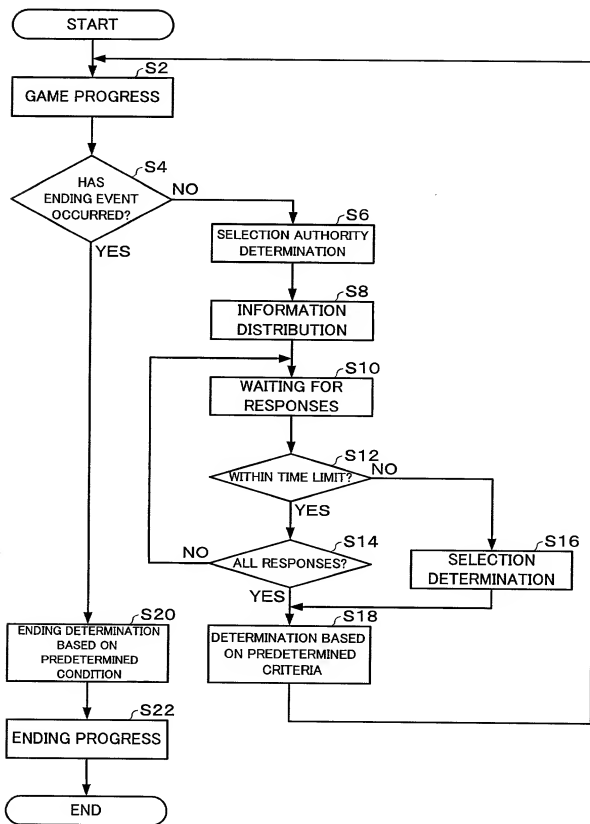 START
S2
GAME PROGRESS
S4
HAS
ENDING EVENT
OCCURRED?
NO
YES
S6
SELECTION AUTHORITY
DETERMINATION
S8
INFORMATION
DISTRIBUTION
S10
WAITING FOR
RESPONSES
S12
WITHIN TIME LIMIT?
NO
YES
S14
ALL RESPONSES?
NO
YES
S16
SELECTION
DETERMINATION
S18
DETERMINATION BASED
ON PREDETERMINED
CRITERIA
S20
ENDING DETERMINATION
BASED ON
PREDETERMINED
CONDITION
S22
ENDING PROGRESS
END